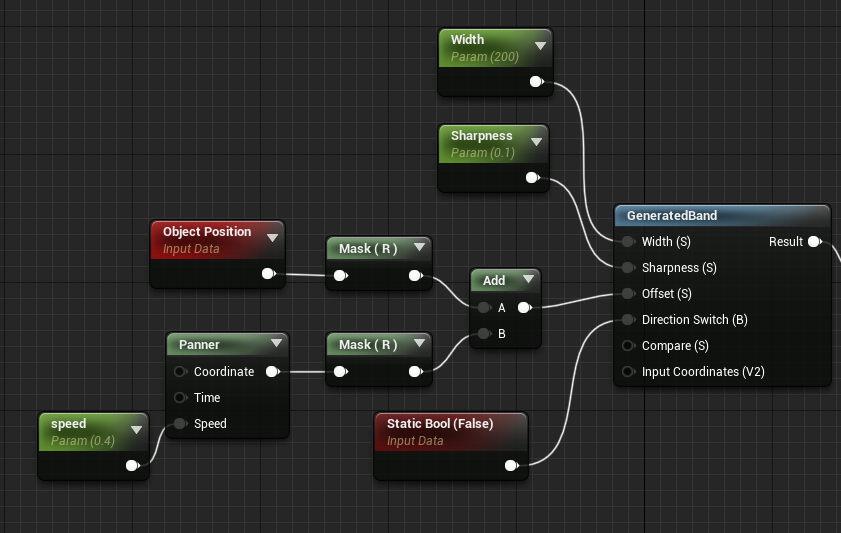 Width
Param (200)
Sharpness
Param (0.1)
GeneratedBand
Width (S)
Result
Sharpness (S)
Offset (S)
Direction Switch (B)
Compare (S)
Input Coordinates (V2)
Object Position
Input Data
Mask ( R )
Add
A
B
Panner
Coordinate
Time
Speed
Mask ( R )
speed
Param (0.4)
Static Bool (False)
Input Data